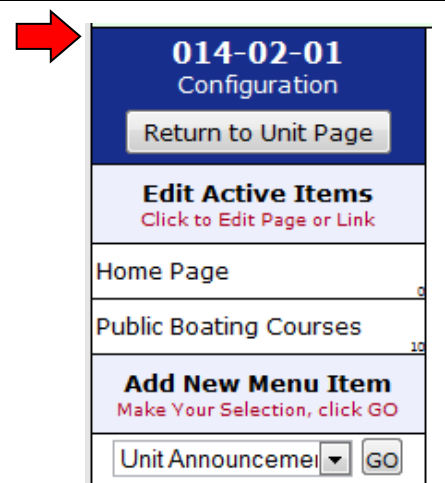 014-02-01
Configuration
Return to Unit Page
Edit Active Items
Click to Edit Page or Link
Home Page
0
Public Boating Courses
10
Add New Menu Item
Make Your Selection, click GO
Unit Announcemei GO